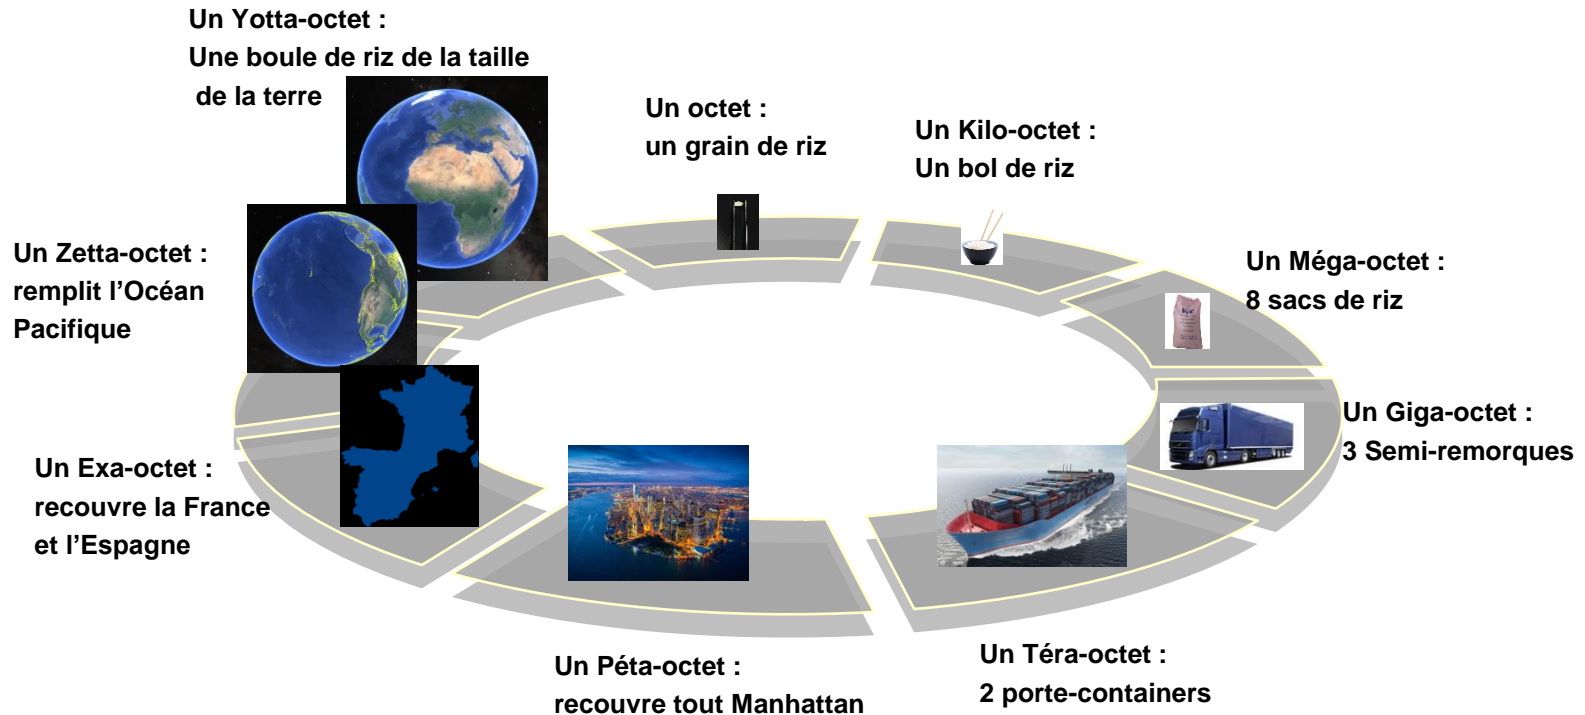 Un Yotta-octet :
Une boule de riz de la taille
de la terre
Un octet :
un grain de riz
Un Kilo-octet :
Un bol de riz
Un Méga-octet :
8 sacs de riz
Un Giga-octet :
3 Semi-remorques
Un Téra-octet :
2 porte-containers
Un Péta-octet :
recouvre tout Manhattan
Un Exa-octet :
recouvre la France
et l’Espagne
Un Zetta-octet :
remplit l’Océan
Pacifique